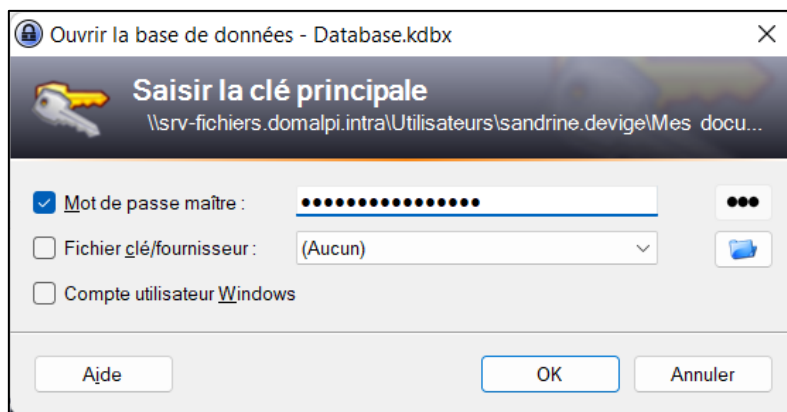 Ouvrir la base de données - Database.kdbx
Saisir la clé principale
\\srv-fichiers.domalpi.intra\Utilisateurs\sandrine.devige\Mes docu...
Mot de passe maître :
••••••••••••••••
Fichier clé/fournisseur :
(Aucun)
Compte utilisateur Windows
Aide
OK
Annuler